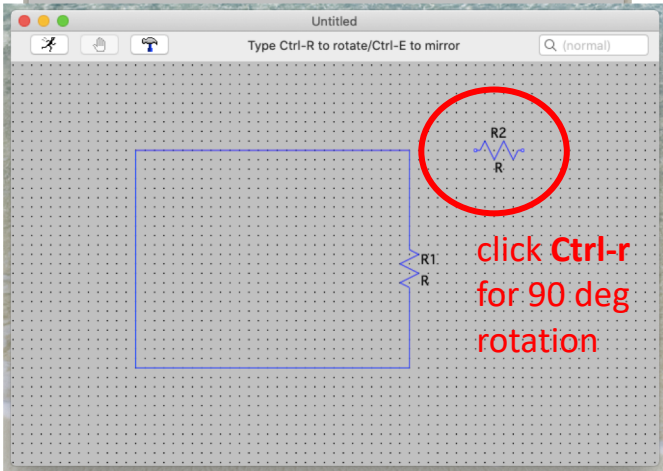 Untitled
Type Ctrl-R to rotate/Ctrl-E to mirror
(normal)
R2
R
R1
R
click Ctrl-r
for 90 deg
rotation